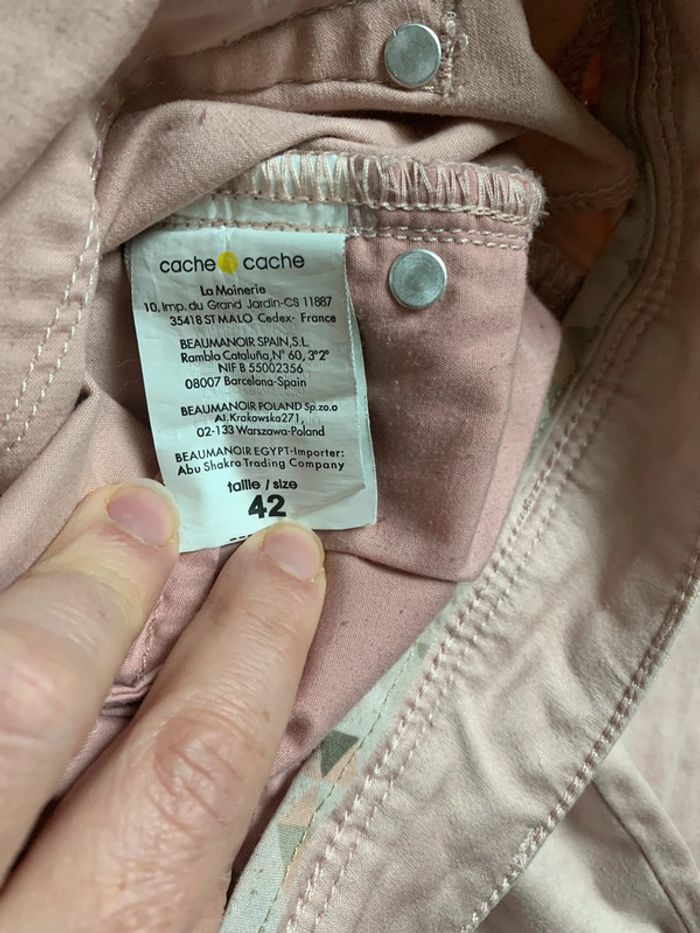 cache cache
La Moinerie
10, Imp. du Grand Jardin-CS 11887
35418 ST MALO Cedex- France
BEAUMANOIR SPAIN,S.L
Rambla Cataluña,N° 60, 3°2°
NIF B 55002356
08007 Barcelona-Spain
BEAUMANOIR POLAND Sp.zo.o
Al.Krakowska271,
02-133 Warszawa-Poland
BEAUMANOIR EGYPT-Importer:
Abu Shakra Trading Company
taille / size
42